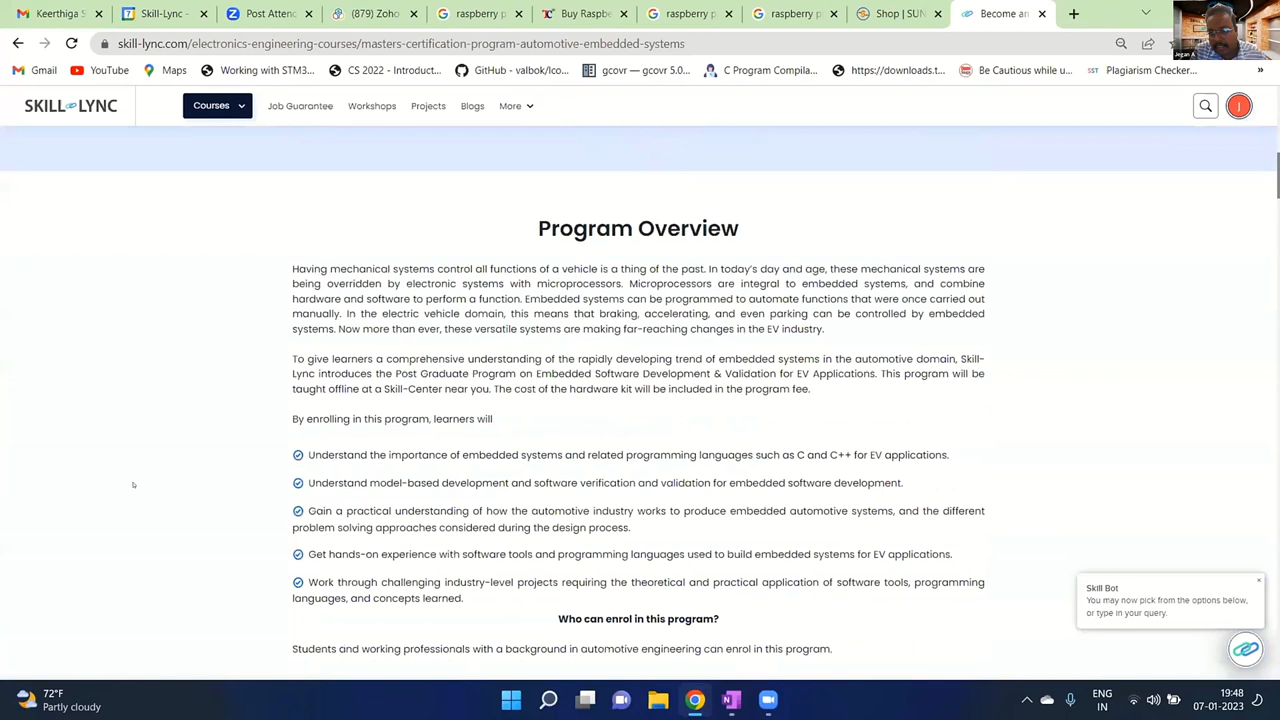 Keerthiga S
Skill-Lync
Post Attend
(879) Zoho
raspberry p
Buy Raspbe
raspberry p
raspberry p
Shop | SUN
Become an
skill-lync.com/electronics-engineering-courses/masters-certification-program-automotive-embedded-systems
Jegan A
Gmail
YouTube
Maps
Working with STM3...
CS 2022 - Introduct...
GitHub - valbok/lco...
gcovr — gcovr 5.0...
C Program Compila...
https://downloads.t...
Be Cautious while u...
SST Plagiarism Checker...
»
SKILL LYNC
Courses
Job Guarantee
Workshops
Projects
Blogs
More
J
Program Overview
Having mechanical systems control all functions of a vehicle is a thing of the past. In today's day and age, these mechanical systems are
being overridden by electronic systems with microprocessors. Microprocessors are integral to embedded systems, and combine
hardware and software to perform a function. Embedded systems can be programmed to automate functions that were once carried out
manually. In the electric vehicle domain, this means that braking, accelerating, and even parking can be controlled by embedded
systems. Now more than ever, these versatile systems are making far-reaching changes in the EV industry.
To give learners a comprehensive understanding of the rapidly developing trend of embedded systems in the automotive domain, Skill-
Lync introduces the Post Graduate Program on Embedded Software Development & Validation for EV Applications. This program will be
taught offline at a Skill-Center near you. The cost of the hardware kit will be included in the program fee.
By enrolling in this program, learners will
Understand the importance of embedded systems and related programming languages such as C and C++ for EV applications.
Understand model-based development and software verification and validation for embedded software development.
Gain a practical understanding of how the automotive industry works to produce embedded automotive systems, and the different
problem solving approaches considered during the design process.
Get hands-on experience with software tools and programming languages used to build embedded systems for EV applications.
Work through challenging industry-level projects requiring the theoretical and practical application of software tools, programming
languages, and concepts learned.
Who can enrol in this program?
Students and working professionals with a background in automotive engineering can enrol in this program.
Skill Bot
You may now pick from the options below,
or type in your query.
72°F
Partly cloudy
ENG
IN
19:48
07-01-2023